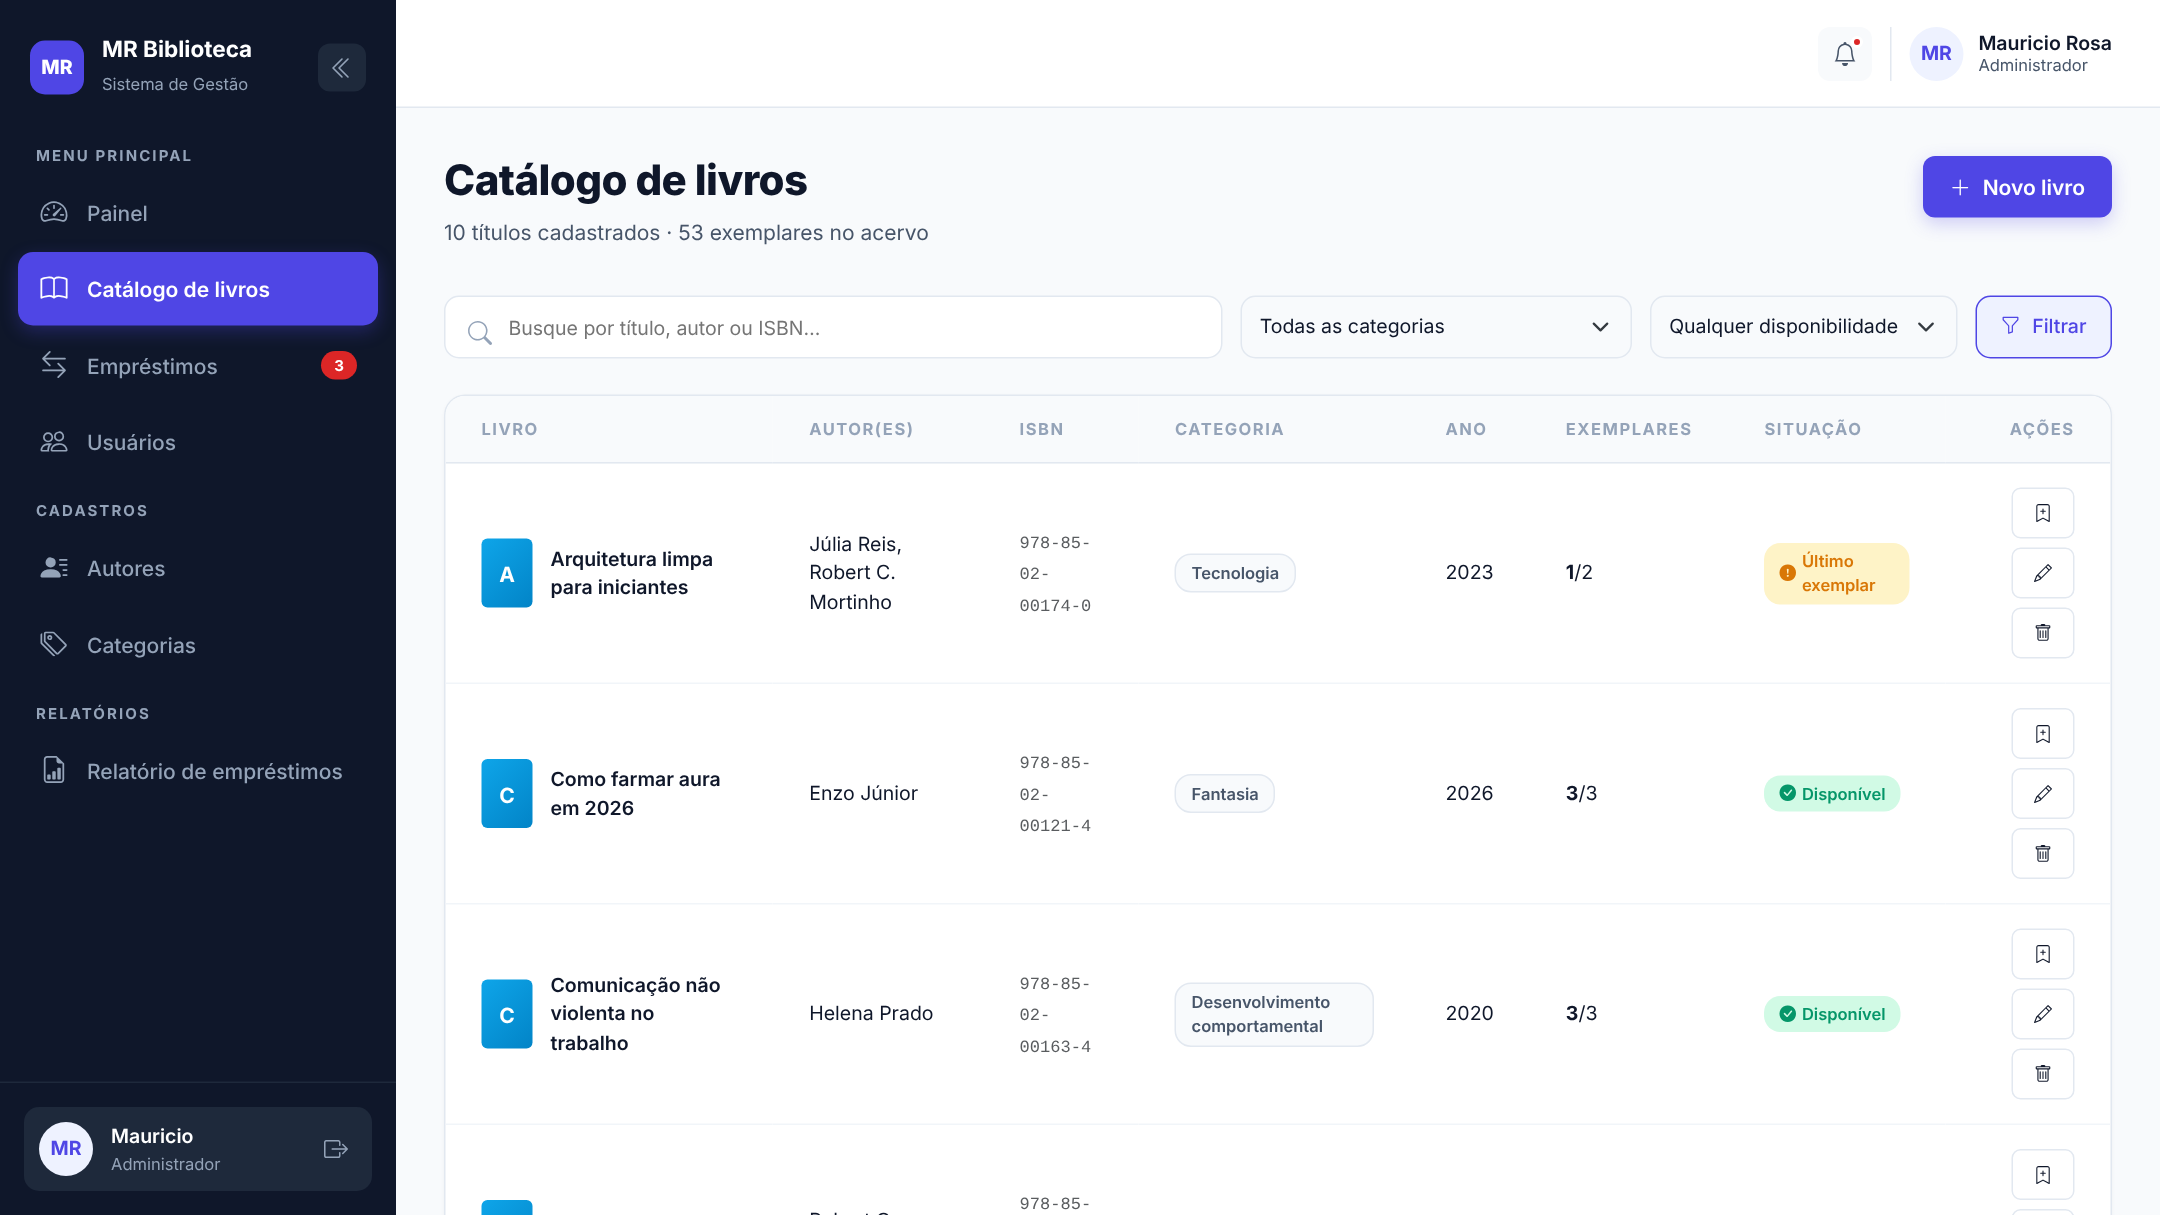 MR
MR Biblioteca
Sistema de Gestão
MENU PRINCIPAL
Painel
Catálogo de livros
Empréstimos
3
Usuários
CADASTROS
Autores
Categorias
RELATÓRIOS
Relatório de empréstimos
MR
Mauricio
Administrador
MR
Mauricio Rosa
Administrador
Catálogo de livros
10 títulos cadastrados · 53 exemplares no acervo
Novo livro
Busque por título, autor ou ISBN...
Todas as categorias
Qualquer disponibilidade
Filtrar
LIVRO AUTOR(ES) ISBN CATEGORIA ANO EXEMPLARES SITUAÇÃO AÇÕES
A
Arquitetura limpa
para iniciantes
Júlia Reis,
Robert C.
Mortinho
978-85-
02-
00174-0
Tecnologia
2023
1/2
Último
exemplar
C
Como farmar aura
em 2026
Enzo Júnior
978-85-
02-
00121-4
Fantasia
2026
3/3
Disponível
C
Comunicação não
violenta no
trabalho
Helena Prado
978-85-
02-
00163-4
Desenvolvimento
comportamental
2020
3/3
Disponível
978-85-